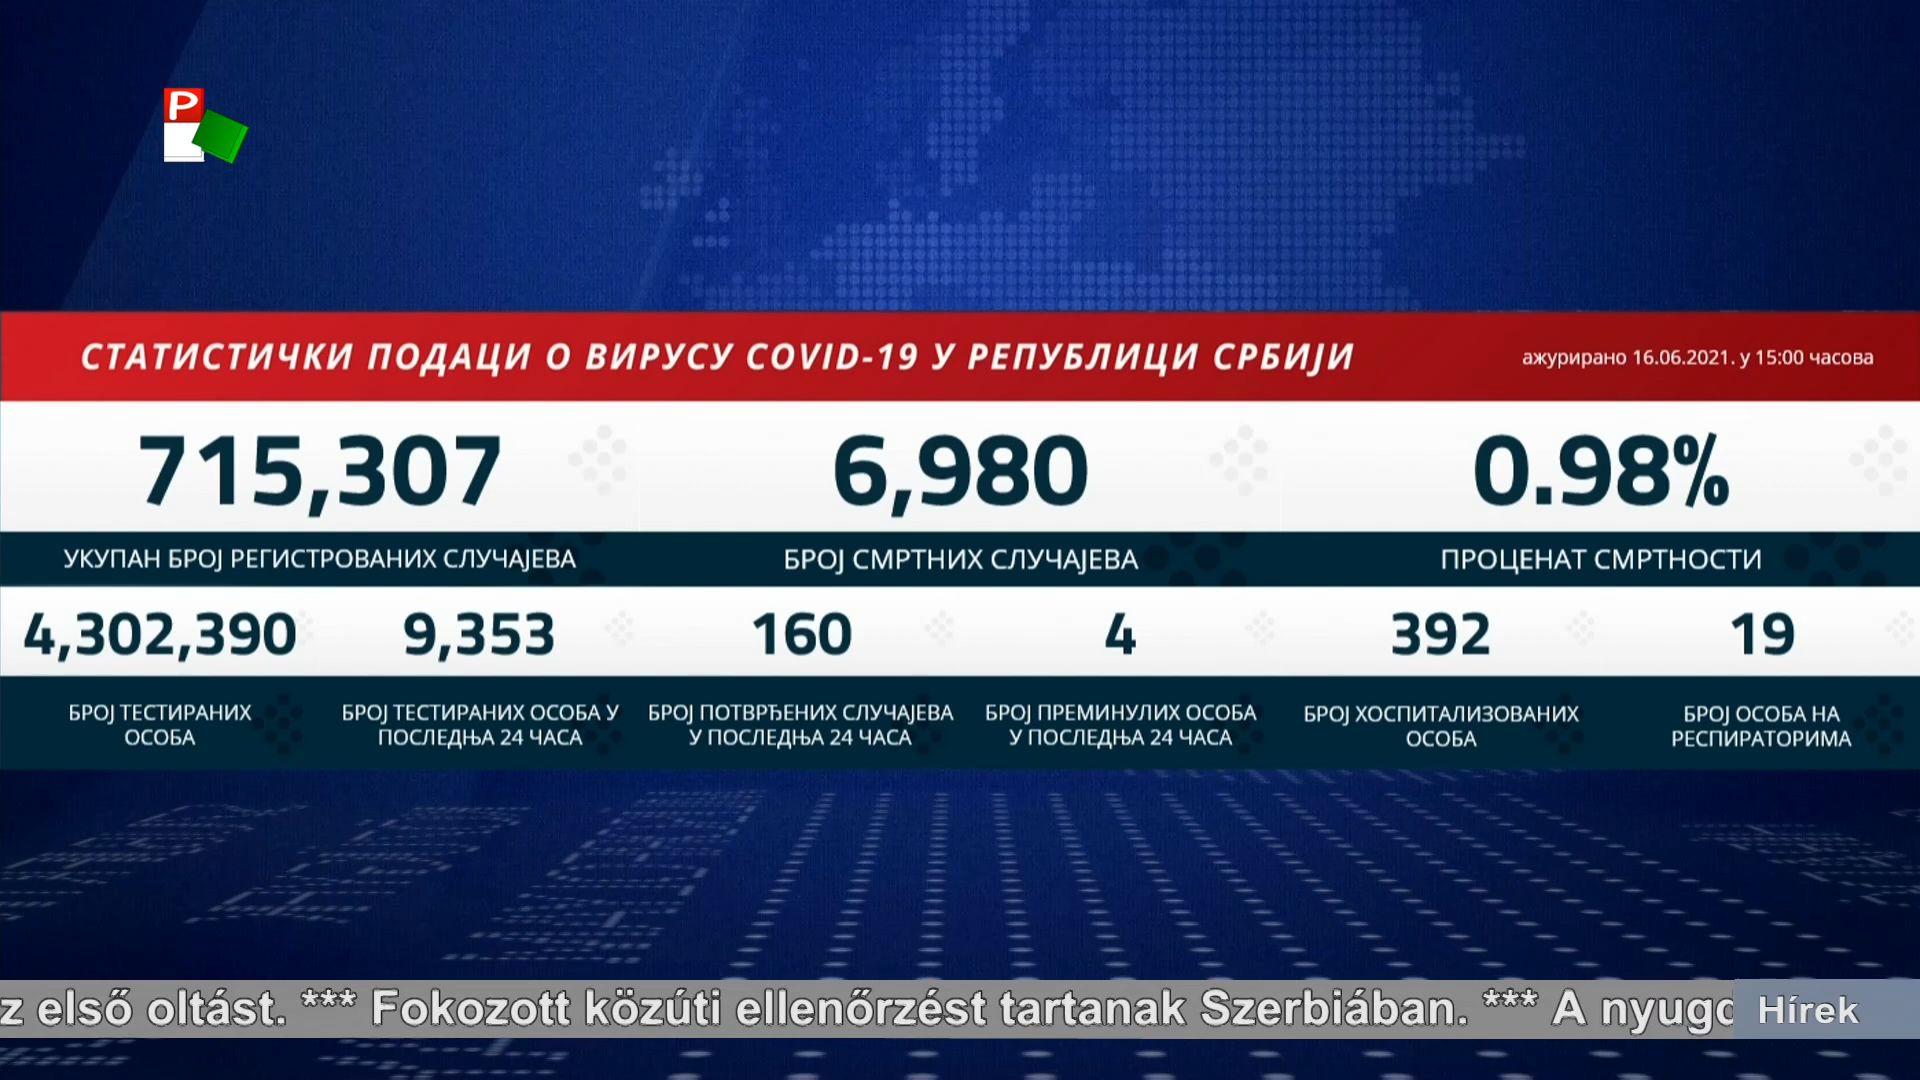 P
СТАТИСТИЧКИ ПОДАЦИ О ВИРУСУ COVID-19 У РЕПУБЛИЦИ СРБИЈИ
ажурирано 16.06.2021. у 15:00 часова
715,307
6,980
0.98%
УКУПАН БРОЈ РЕГИСТРОВАНИХ СЛУЧАЈЕВА
БРОЈ СМРТНИХ СЛУЧАЈЕВА
ПРОЦЕНАТ СМРТНОСТИ
4,302,390
9,353
160
4
392
19
БРОЈ ТЕСТИРАНИХ
ОСОБА
БРОЈ ТЕСТИРАНИХ ОСОБА У
ПОСЛЕДЊА 24 ЧАСА
БРОЈ ПОТВРЂЕНИХ СЛУЧАЈЕВА
У ПОСЛЕДЊА 24 ЧАСА
БРОЈ ПРЕМИНУЛИХ ОСОБА
У ПОСЛЕДЊА 24 ЧАСА
БРОЈ ХОСПИТАЛИЗОВАНИХ
ОСОБА
БРОЈ ОСОБА НА
РЕСПИРАТОРИМА
z első oltást. *** Fokozott közúti ellenőrzést tartanak Szerbiában. *** A nyugo
Hírek